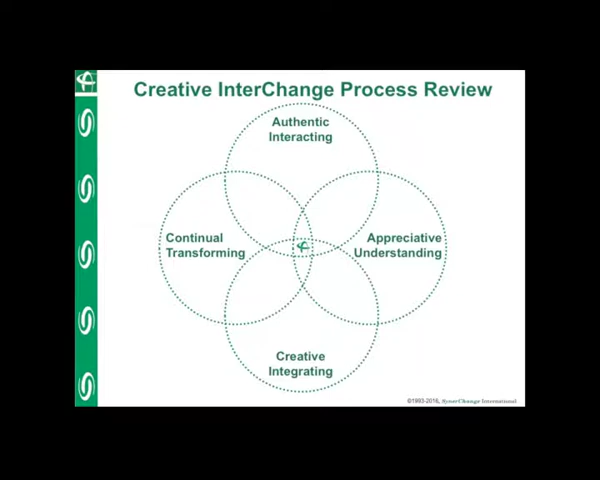 Creative InterChange Process Review
Authentic
Interacting
Continual
Transforming
Appreciative
Understanding
Creative
Integrating
©1993-2016, SynerChange International